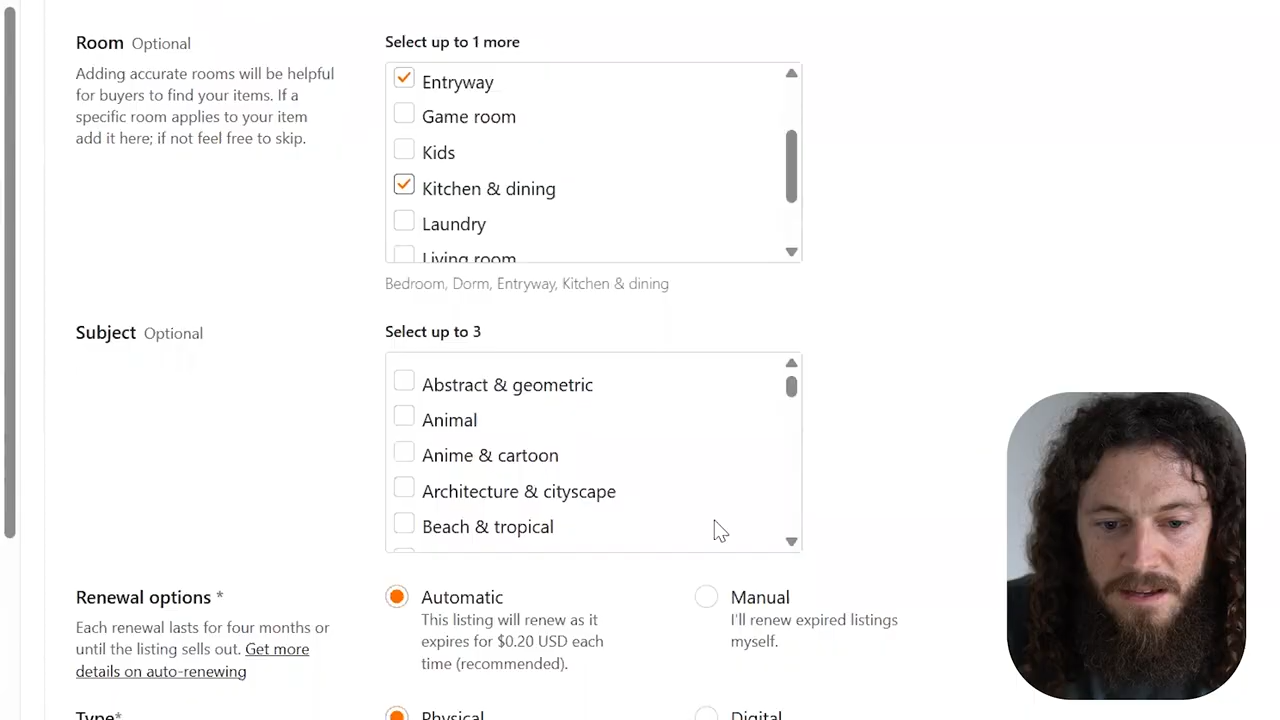 Room Optional
Adding accurate rooms will be helpful
for buyers to find your items. If a
specific room applies to your item
add it here; if not feel free to skip.
Select up to 1 more
Entryway
Game room
Kids
Kitchen & dining
Laundry
Living room
Bedroom, Dorm, Entryway, Kitchen & dining
Subject Optional
Select up to 3
Abstract & geometric
Animal
Anime & cartoon
Architecture & cityscape
Beach & tropical
Renewal options *
Each renewal lasts for four months or
until the listing sells out. Get more
details on auto-renewing
Automatic
This listing will renew as it
expires for $0.20 USD each
time (recommended).
Manual
I'll renew expired listings
myself.
Type*
Physical
Digital